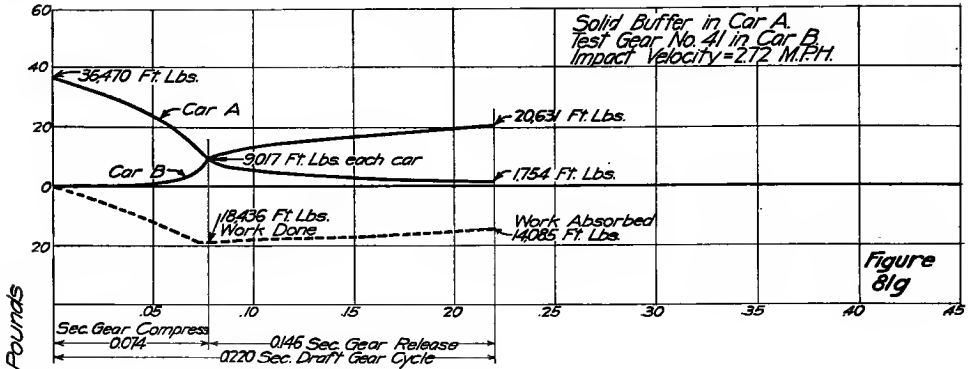 60
Solid Buffer in Car A.
Test Gear No. 41 in Car B.
Impact Velocity = 2.72 M.P.H.
40
36,470 Ft. Lbs.
Car A
20
20,631 Ft. Lbs.
9,017 Ft. Lbs. each car
Car B
1,754 Ft. Lbs.
0
18,436 Ft. Lbs.
Work Done
Work Absorbed
14,085 Ft. Lbs.
20
Figure
81g
Pounds
.05 .10 .15 .20 .25 .30 .35 .40 .45
Sec. Gear Compress
0.074
0.146 Sec. Gear Release
0.220 Sec. Draft Gear Cycle